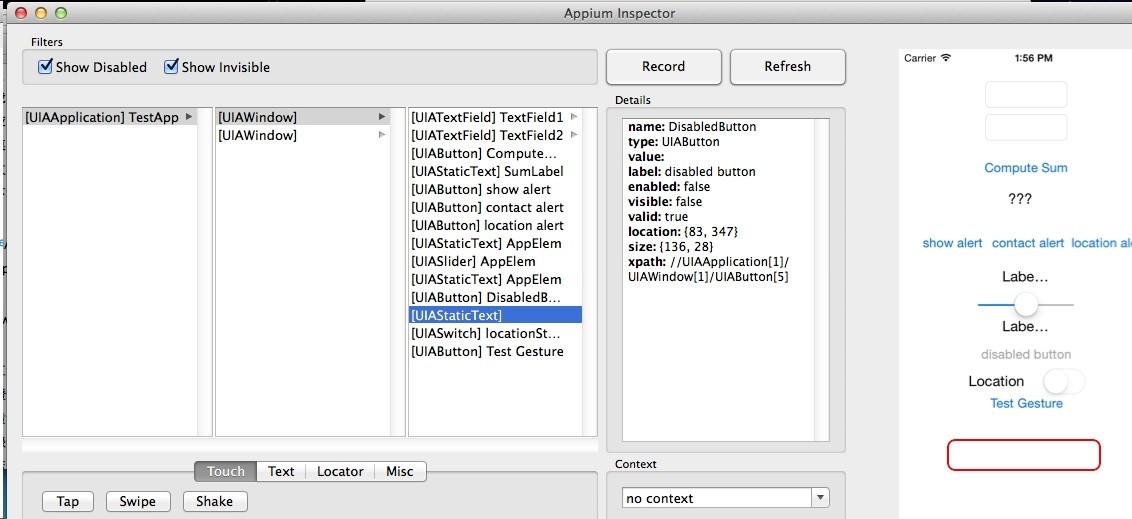 Appium Inspector
Filters
Show Disabled
Show Invisible
Record
Refresh
[UIAApplication] TestApp
[UIAWindow]
[UIAWindow]
[UIATextField] TextField1
[UIATextField] TextField2
[UIAButton] Compute...
[UIAStaticText] SumLabel
[UIAButton] show alert
[UIAButton] contact alert
[UIAButton] location alert
[UIAStaticText] AppElem
[UIASlider] AppElem
[UIAStaticText] AppElem
[UIAButton] DisabledB...
[UIAStaticText]
[UIASwitch] locationSt...
[UIAButton] Test Gesture
Details
name: DisabledButton
type: UIAButton
value:
label: disabled button
enabled: false
visible: false
valid: true
location: {83, 347}
size: {136, 28}
xpath: //UIAApplication[1]/
UIAWindow[1]/UIAButton[5]
Touch
Text
Locator
Misc
Tap
Swipe
Shake
Context
no context
Carrier
1:56 PM
Compute Sum
???
show alert
contact alert
location al
Labe...
Labe...
disabled button
Location
Test Gesture